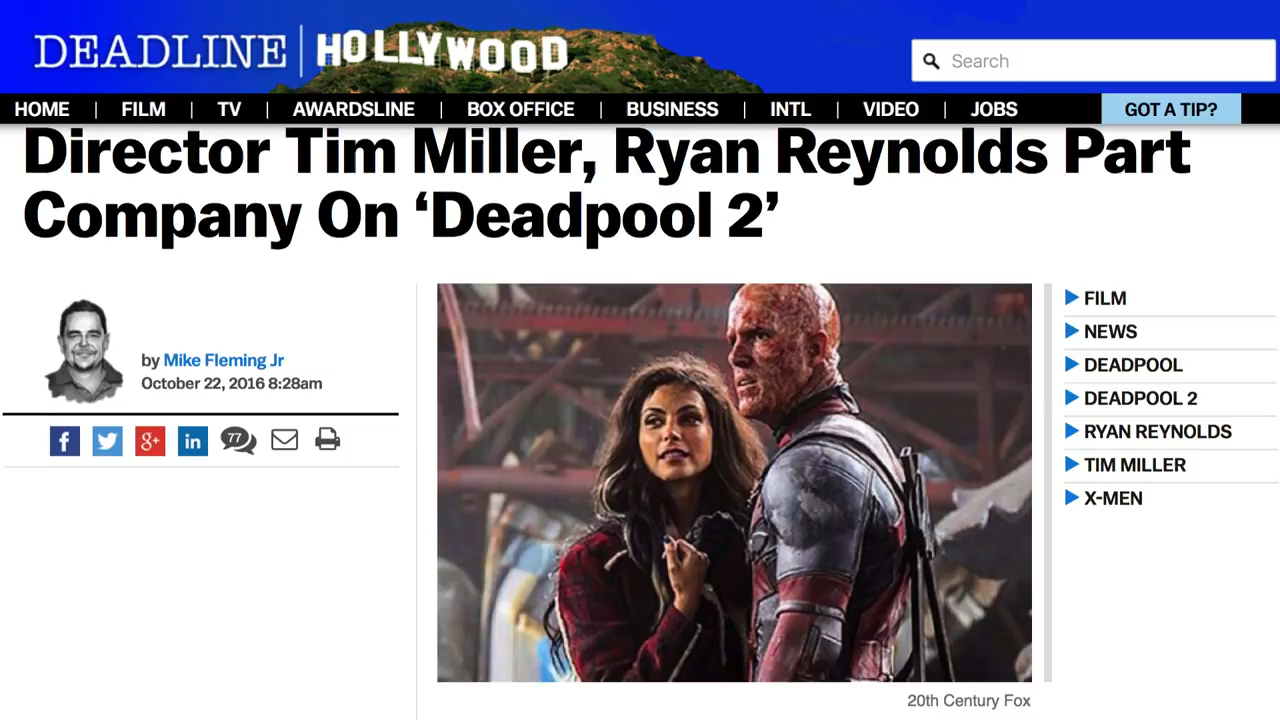 DEADLINE HOLLYWOOD
Search
HOME | FILM | TV | AWARDSLINE | BOX OFFICE | BUSINESS | INTL | VIDEO | JOBS
GOT A TIP?
Director Tim Miller, Ryan Reynolds Part
Company On ‘Deadpool 2’
by Mike Fleming Jr
October 22, 2016 8:28am
f
g+
in
77
20th Century Fox
FILM
NEWS
DEADPOOL
DEADPOOL 2
RYAN REYNOLDS
TIM MILLER
X-MEN